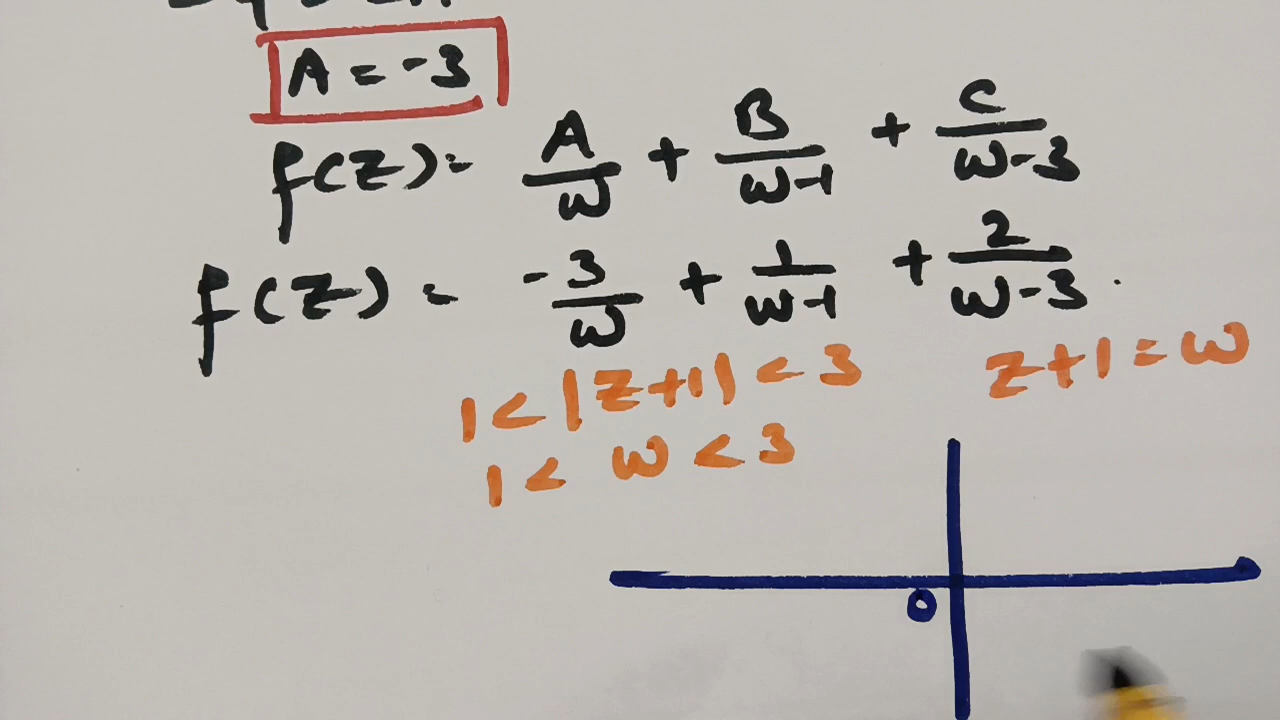 A = -3
f(z) = A/ω + B/ω-1 + C/ω-3
f(z) = -3/ω + 1/ω-1 + 2/ω-3 .
1 < |z+1| < 3
z+1 = ω
1 < ω < 3
0